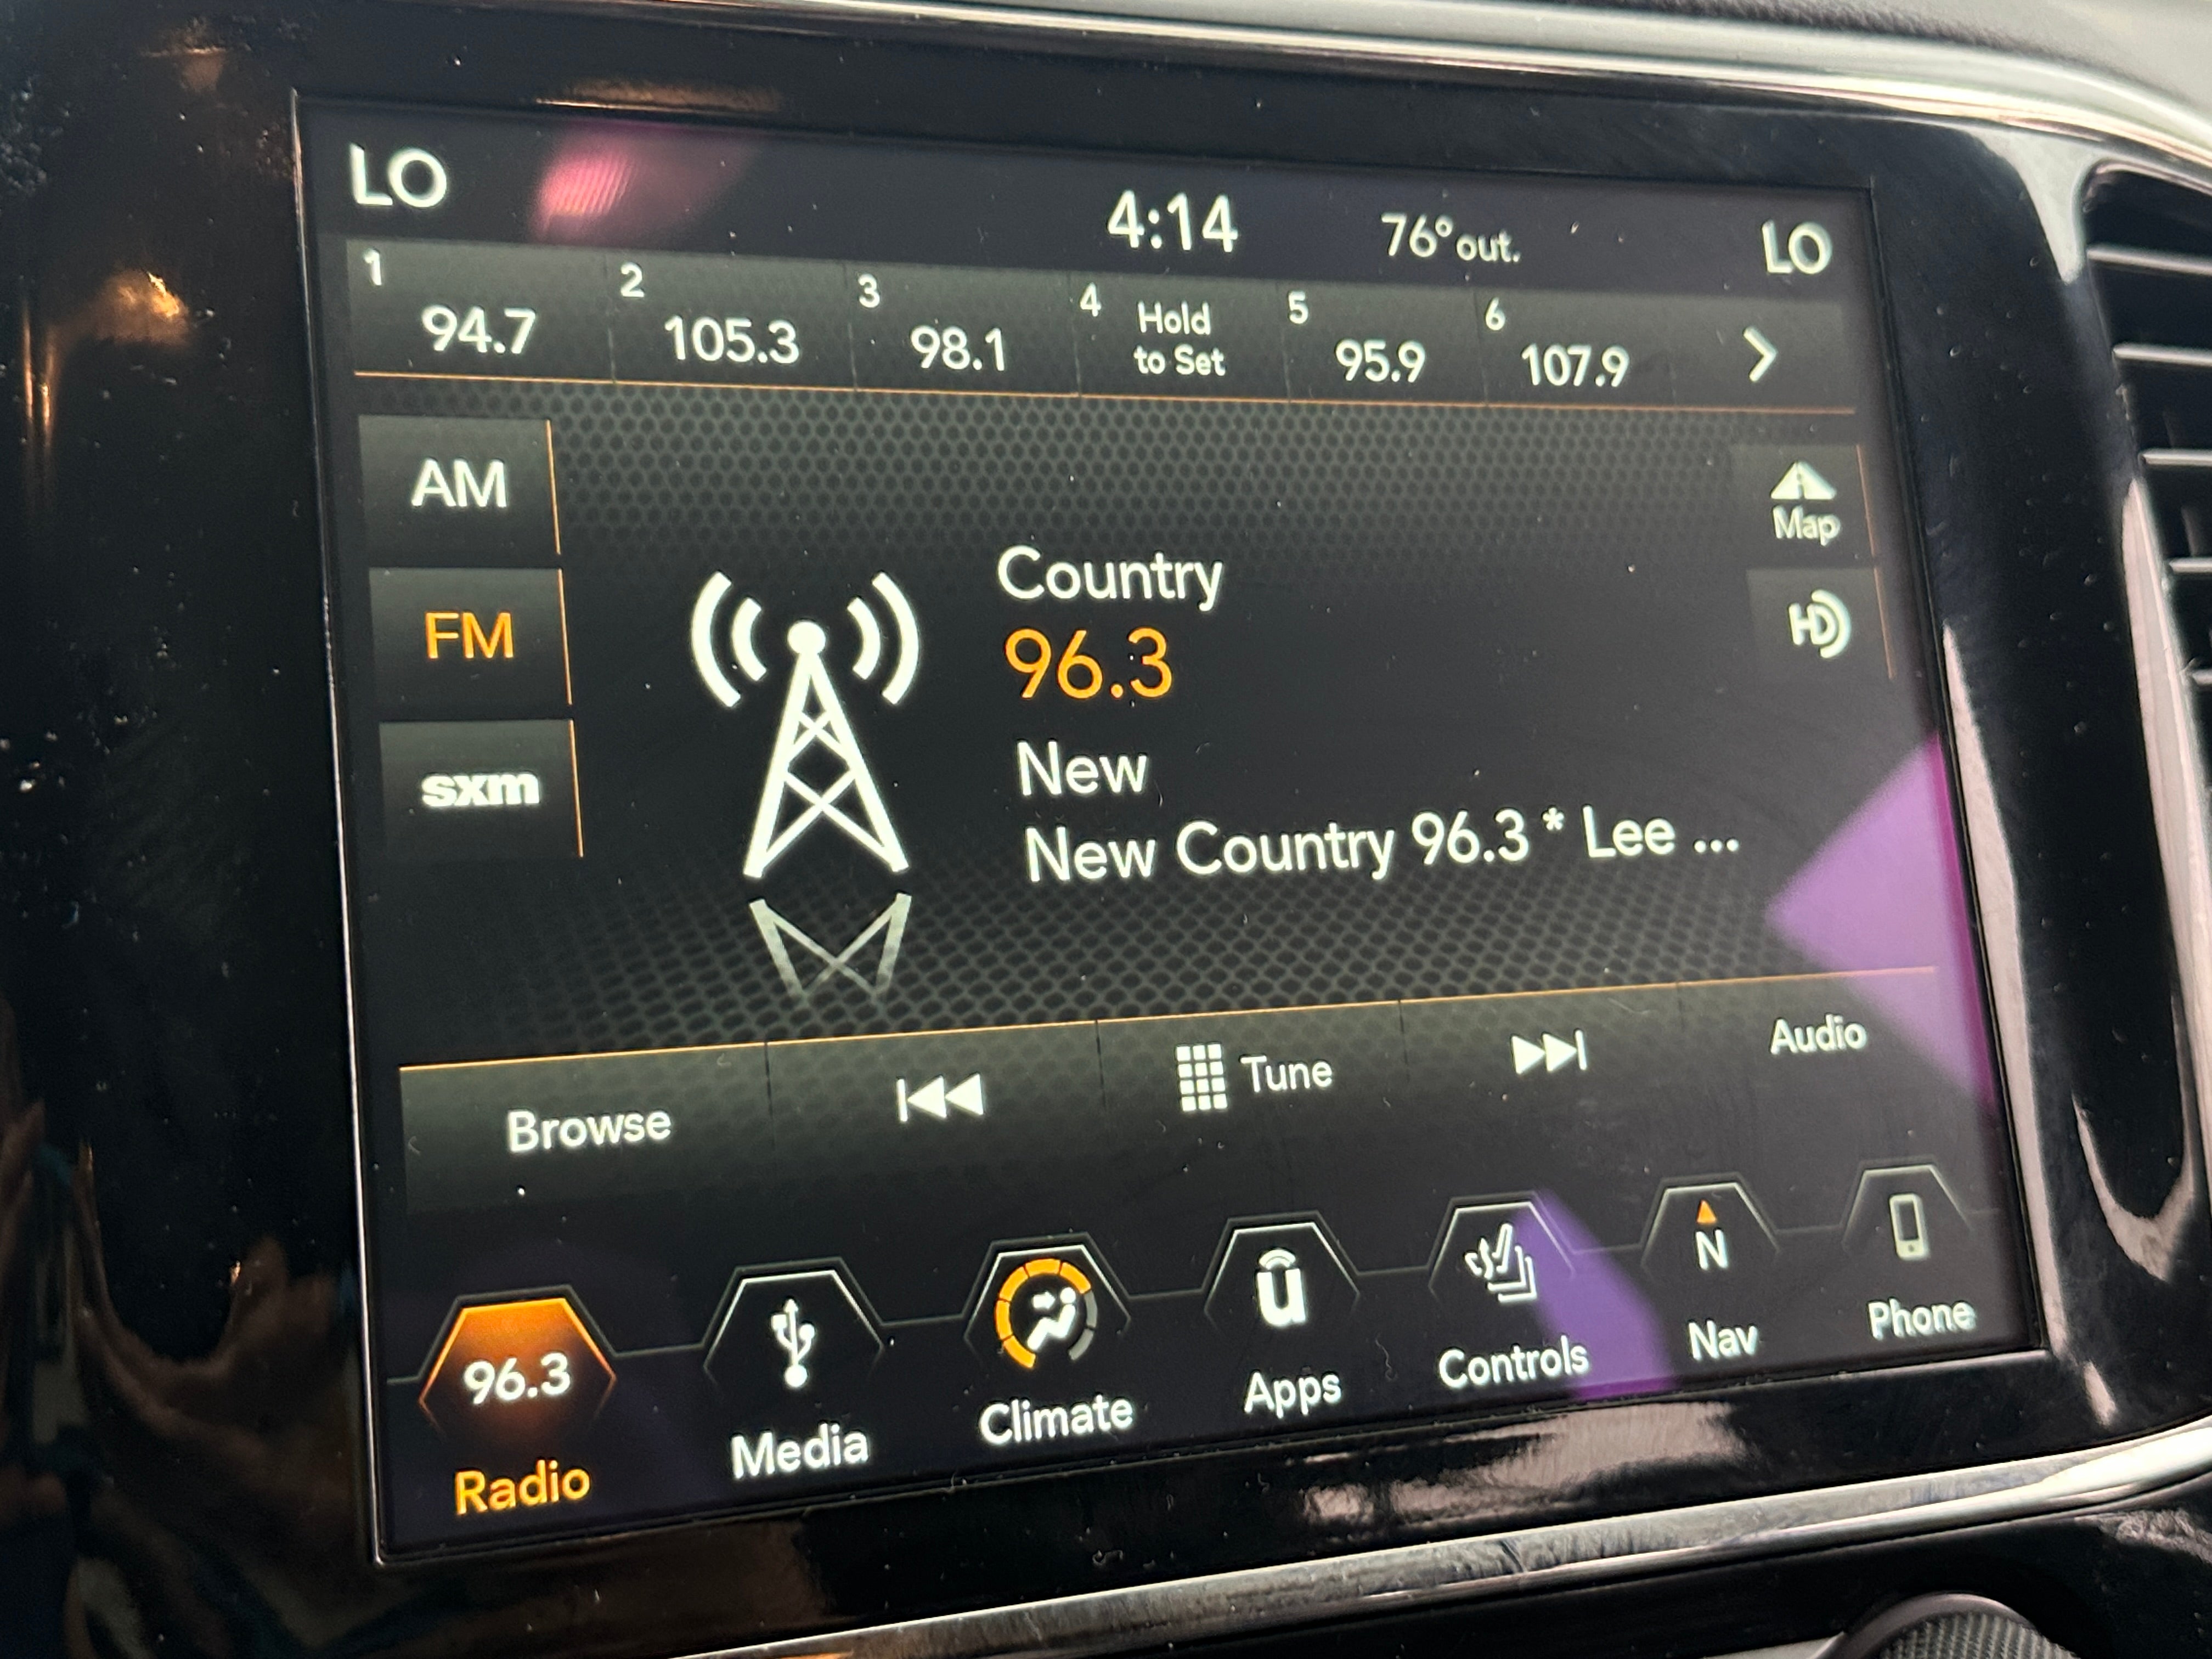 LO 4:14 76° out. LO
1 94.7 2 105.3 3 98.1 4 Hold to Set 5 95.9 6 107.9
AM
Map
FM
HD
sxm
Country
96.3
New
New Country 96.3 * Lee ...
Browse Tune Audio
96.3 u N
Radio Media Climate Apps Controls Nav Phone